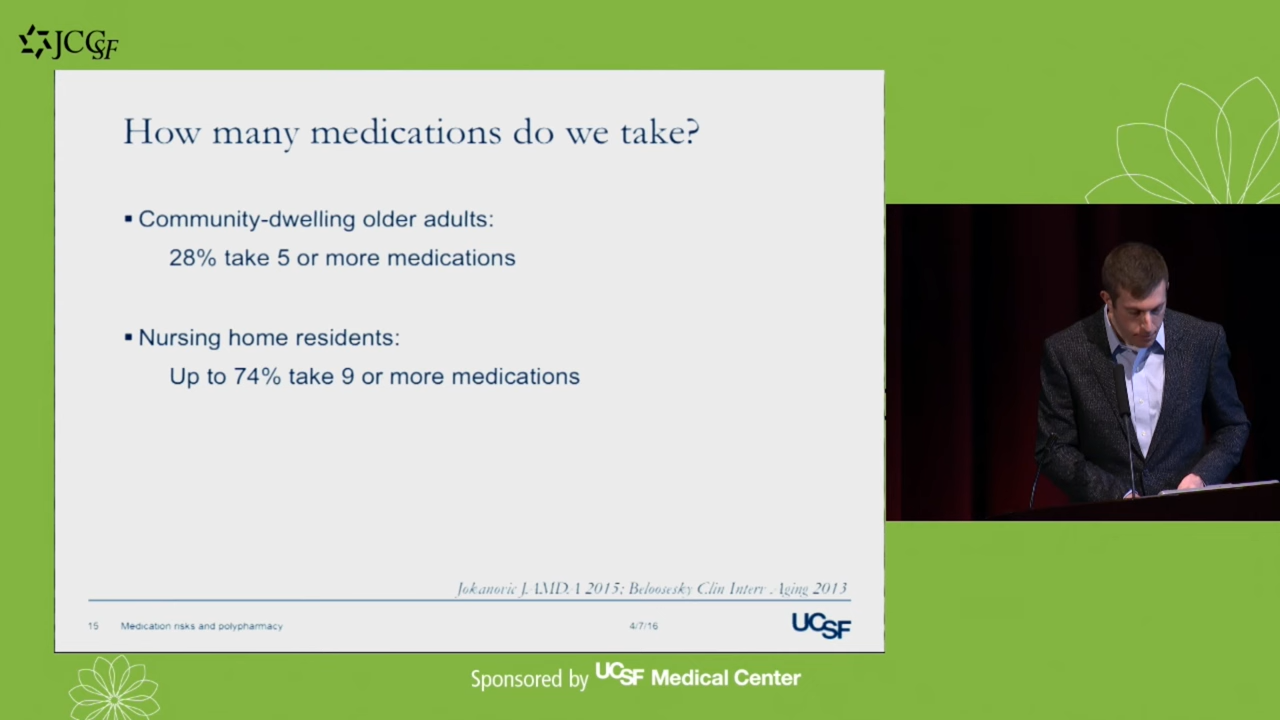 JCCSF
How many medications do we take?
▪ Community-dwelling older adults:
28% take 5 or more medications
▪ Nursing home residents:
Up to 74% take 9 or more medications
Jokanovic J AMDA 2015; Beloosesky Clin Interv Aging 2013
15 Medication risks and polypharmacy 4/7/16 UCSF
Sponsored by UCSF Medical Center